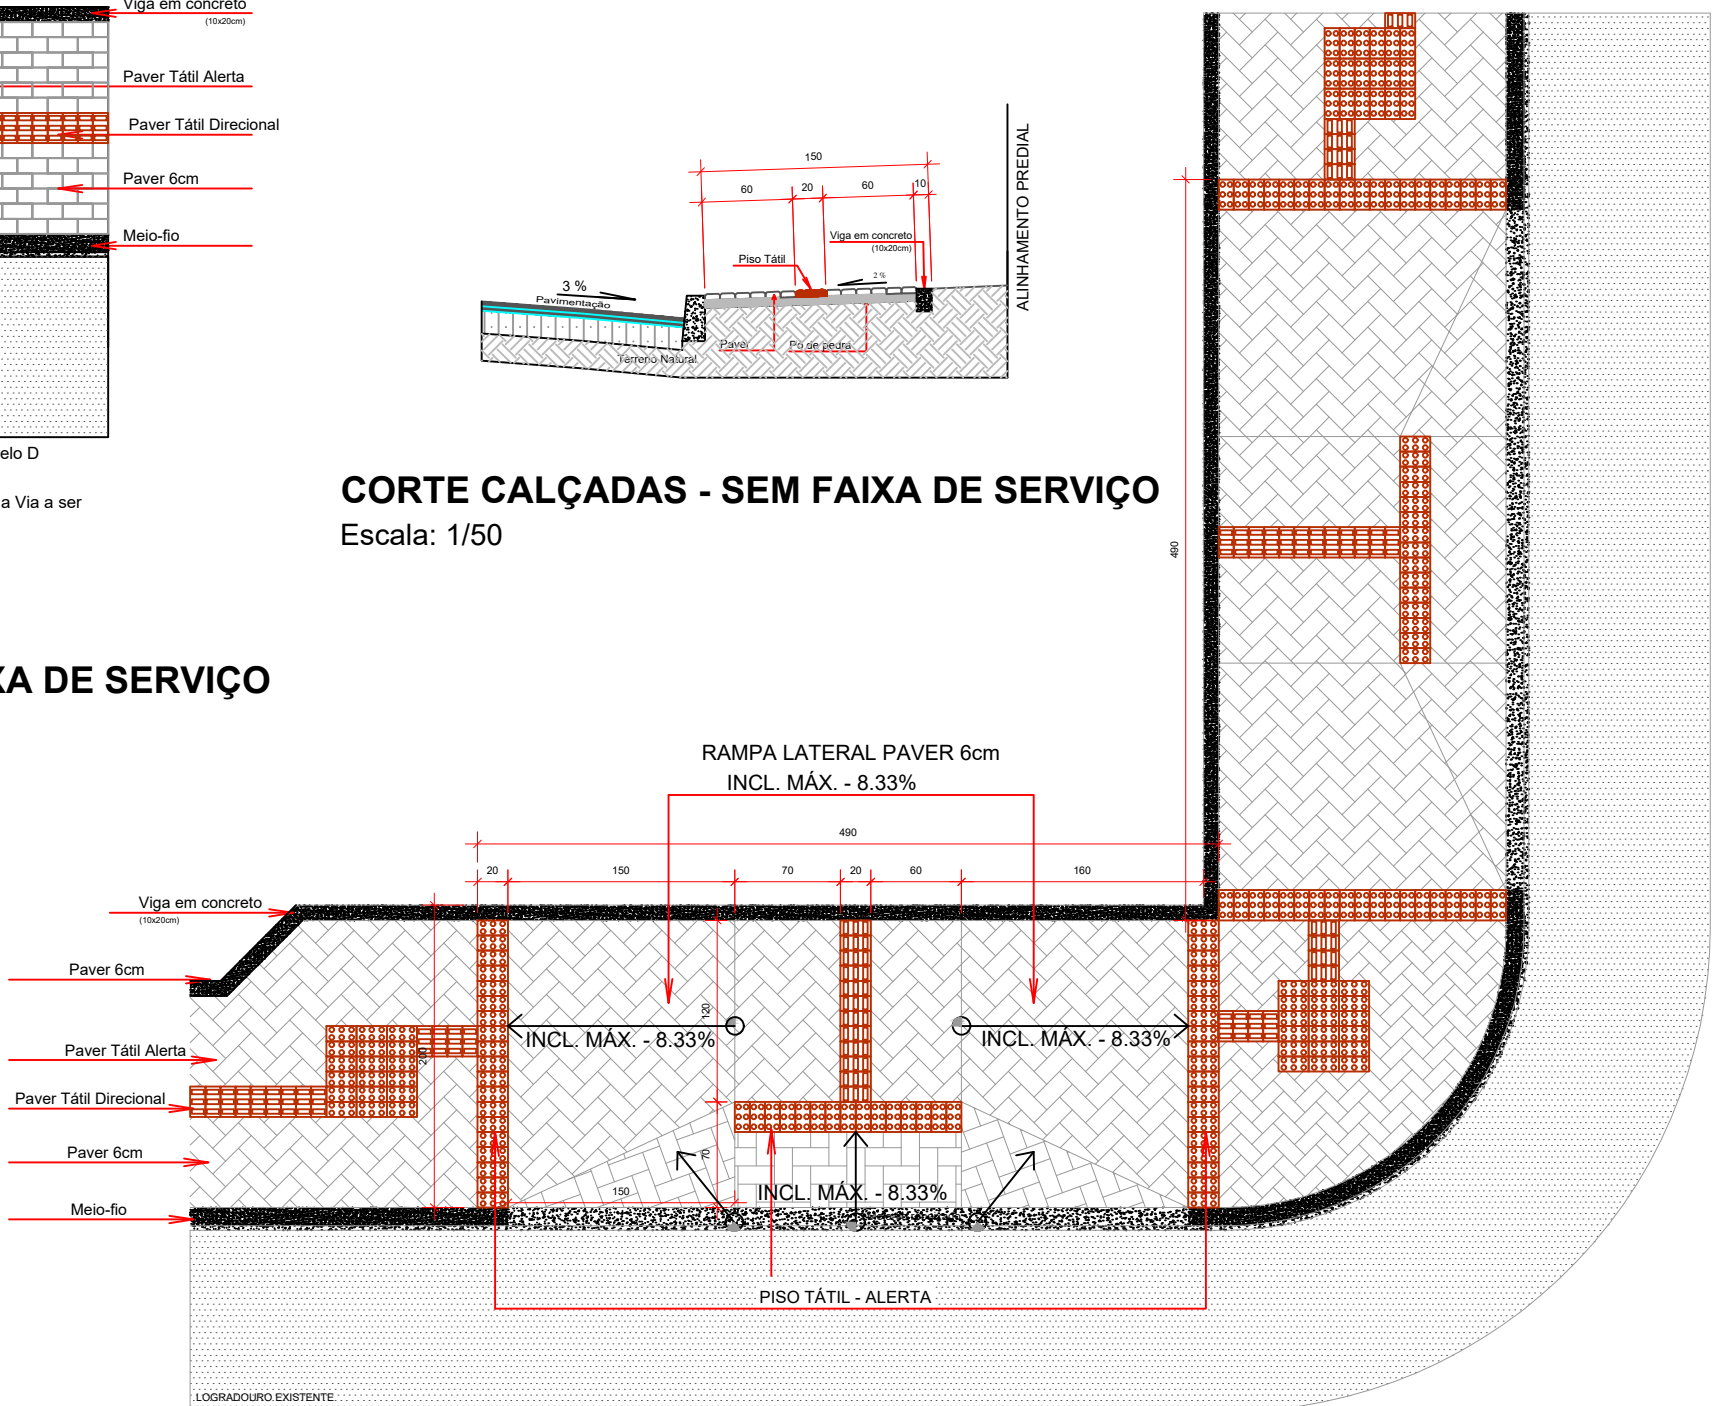 Viga em concreto
(10x20cm)
Paver Tátil Alerta
Paver Tátil Direcional
Paver 6cm
Meio-fio
elo D
a Via a ser
150
60
20
60
10
Viga em concreto
(10x20cm)
Piso Tátil
3 %
2 %
Pavimentação
Paver
Pó de pedra
Terreno Natural
ALINHAMENTO PREDIAL
CORTE CALÇADAS - SEM FAIXA DE SERVIÇO
Escala: 1/50
XA DE SERVIÇO
490
RAMPA LATERAL PAVER 6cm
INCL. MÁX. - 8.33%
490
20
150
70
20
60
160
Viga em concreto
(10x20cm)
Paver 6cm
Paver Tátil Alerta
Paver Tátil Direcional
Paver 6cm
Meio-fio
200
120
INCL. MÁX. - 8.33%
INCL. MÁX. - 8.33%
70
150
INCL. MÁX. - 8.33%
PISO TÁTIL - ALERTA
LOGRADOURO EXISTENTE